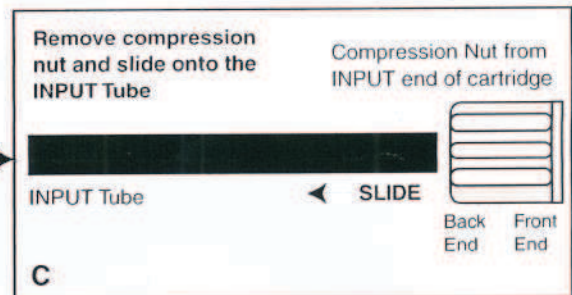 Remove compression
nut and slide onto the
INPUT Tube
Compression Nut from
INPUT end of cartridge
INPUT Tube
SLIDE
Back End
Front End
C